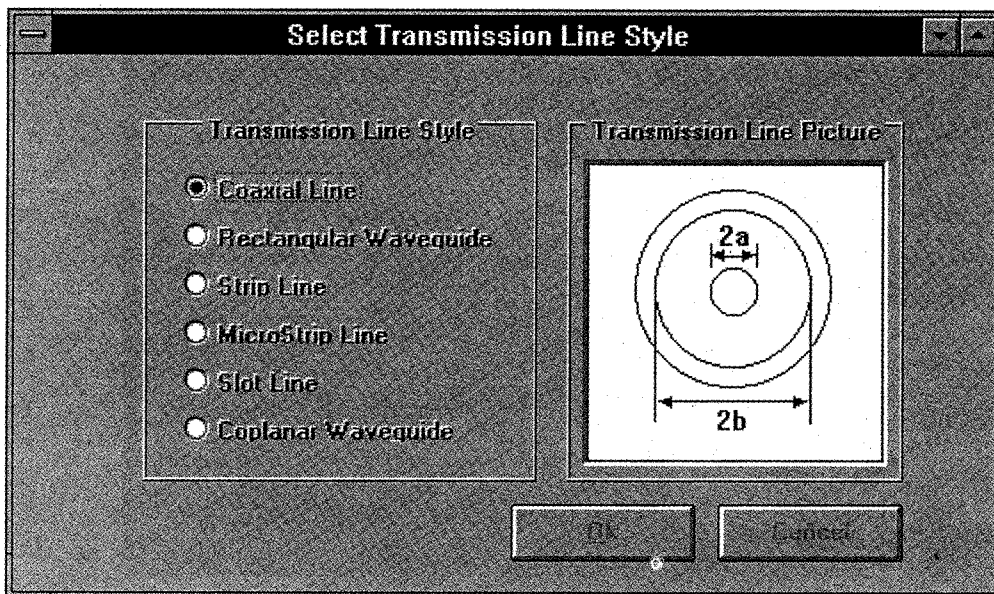 Select Transmission Line Style
Transmission Line Style
Coaxial Line
Rectangular Waveguide
Strip Line
MicroStrip Line
Slot Line
Coplanar Waveguide
Transmission Line Picture
2a
2b
Ok
Cancel